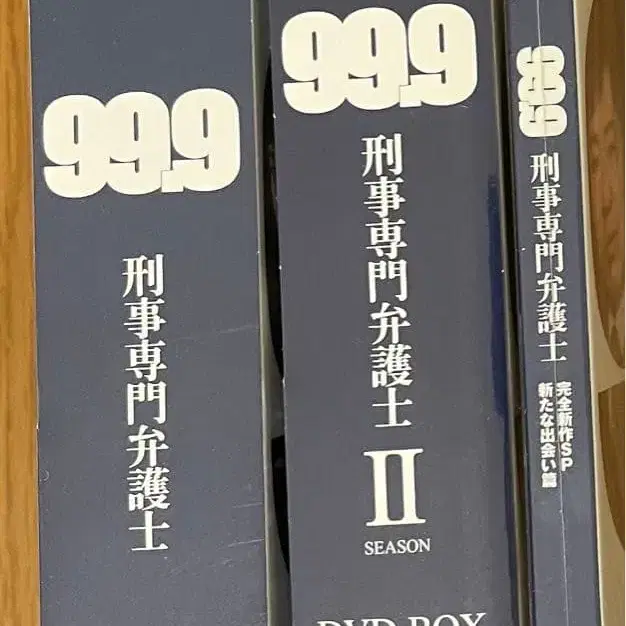 99.9
刑事専門弁護士
99.9
刑事専門弁護士
II
SEASON
DVD BOX
99.9
刑事専門弁護士
完全新作SP
新たな出会い篇